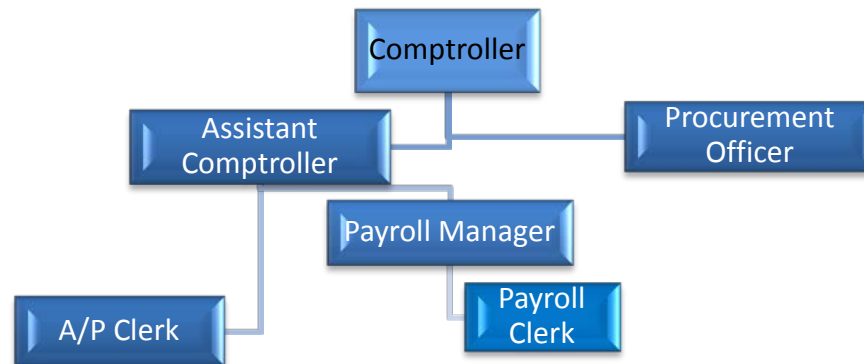 Comptroller
Assistant
Comptroller
Procurement
Officer
Payroll Manager
A/P Clerk
Payroll
Clerk